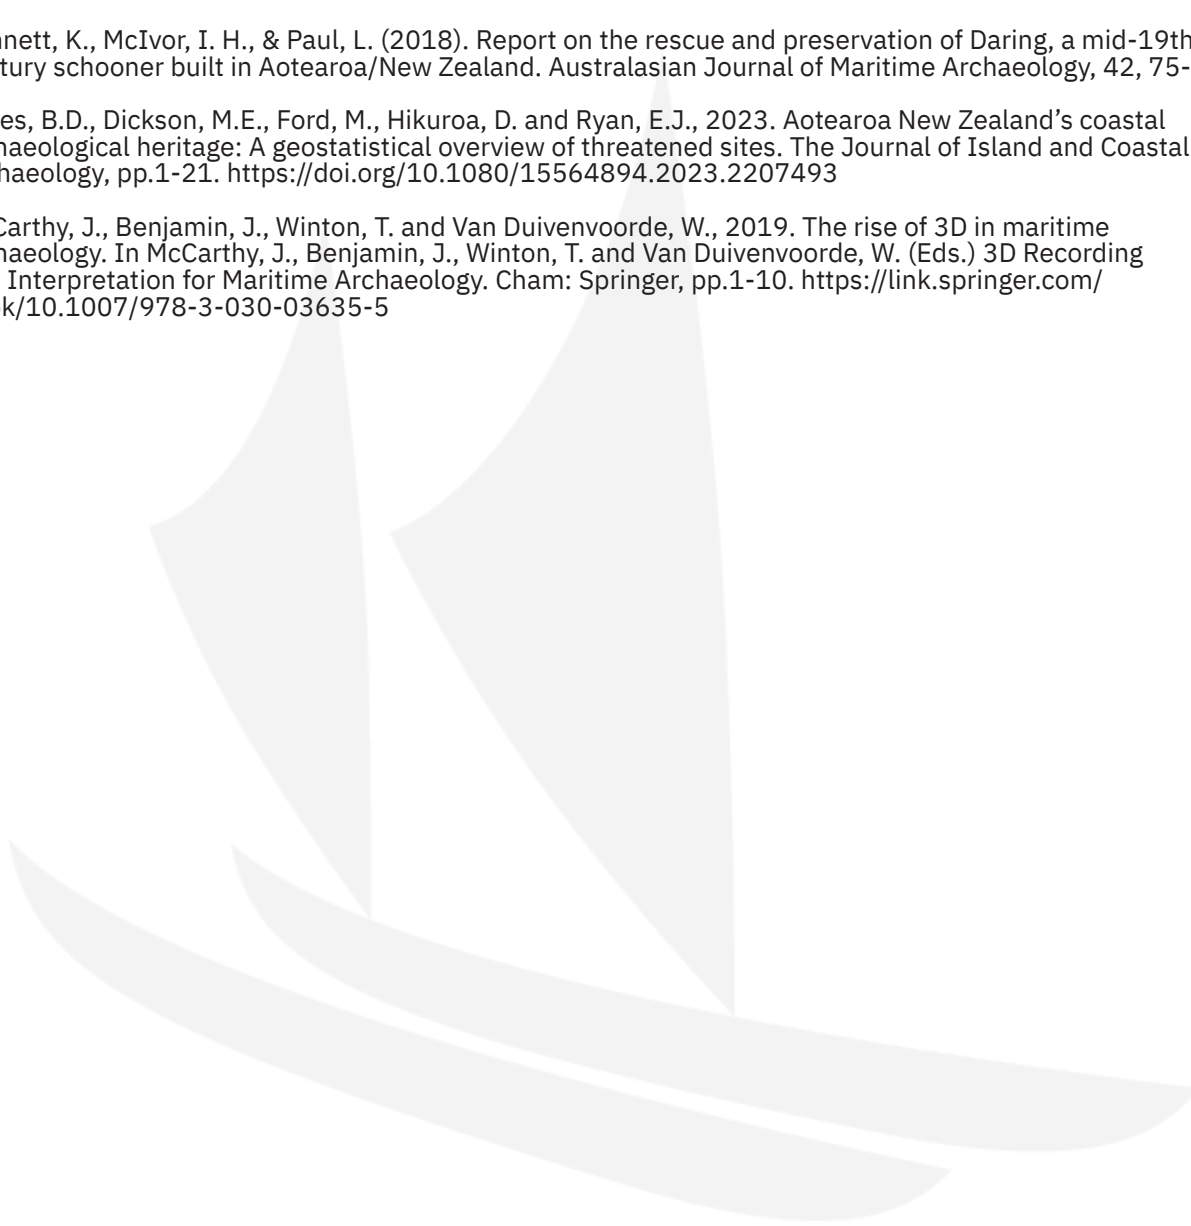 nnett, K., McIvor, I. H., & Paul, L. (2018). Report on the rescue and preservation of Daring, a mid-19th
tury schooner built in Aotearoa/New Zealand. Australasian Journal of Maritime Archaeology, 42, 75-
es, B.D., Dickson, M.E., Ford, M., Hikuroa, D. and Ryan, E.J., 2023. Aotearoa New Zealand’s coastal
haeological heritage: A geostatistical overview of threatened sites. The Journal of Island and Coastal
haeology, pp.1-21. https://doi.org/10.1080/15564894.2023.2207493
Carthy, J., Benjamin, J., Winton, T. and Van Duivenvoorde, W., 2019. The rise of 3D in maritime
haeology. In McCarthy, J., Benjamin, J., Winton, T. and Van Duivenvoorde, W. (Eds.) 3D Recording
Interpretation for Maritime Archaeology. Cham: Springer, pp.1-10. https://link.springer.com/
k/10.1007/978-3-030-03635-5